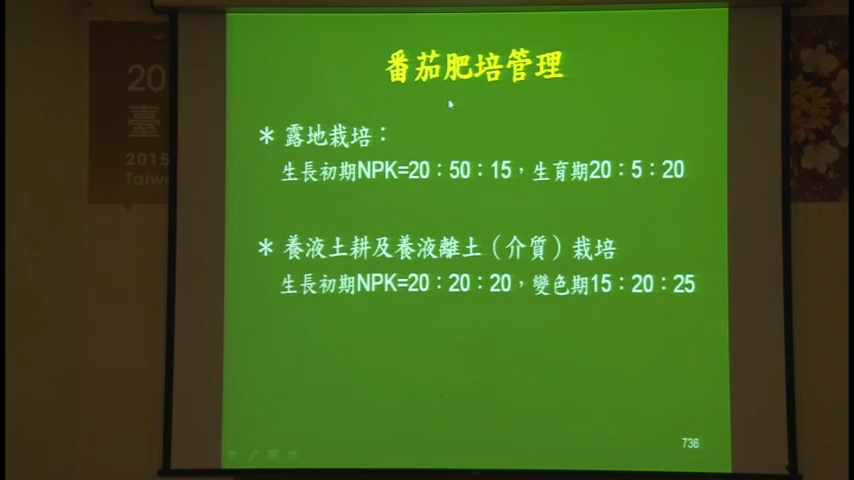 番茄肥培管理
＊ 露地栽培：
生長初期NPK=20：50：15，生育期20：5：20
＊ 養液土耕及養液離土（介質）栽培
生長初期NPK=20：20：20，變色期15：20：25
736
20
臺
2015
Taiw